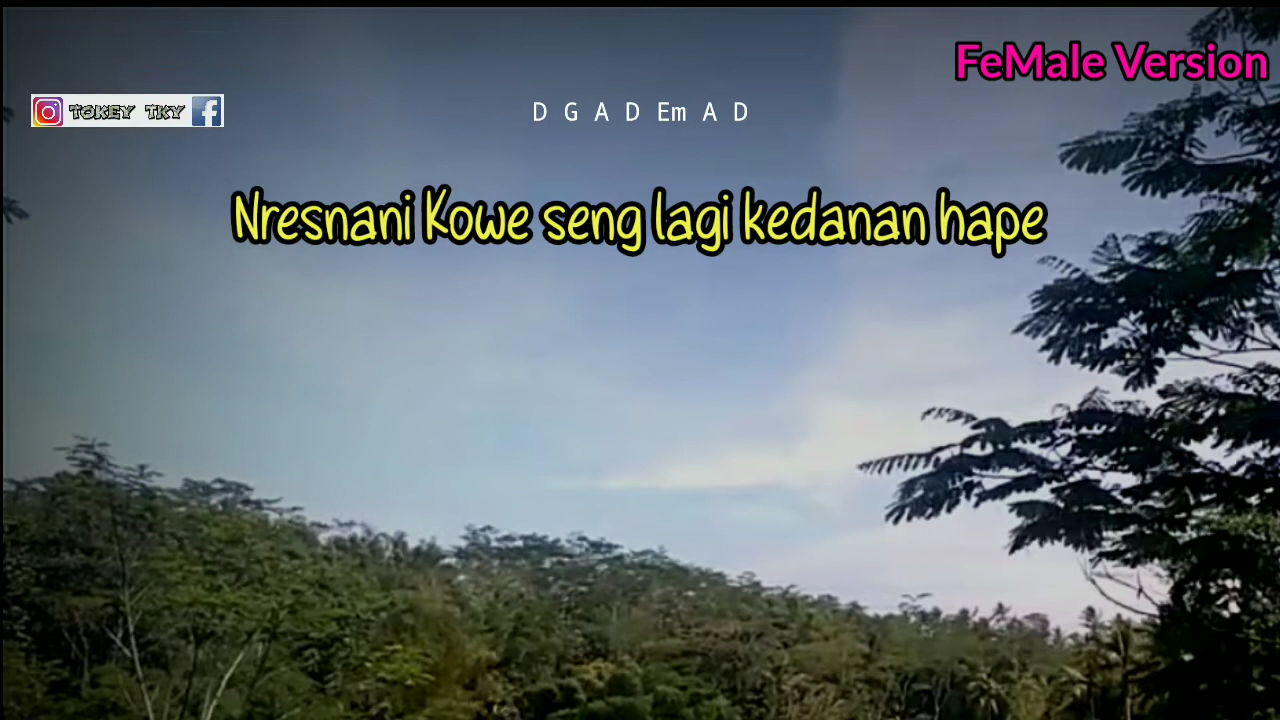 FeMale Version
TOKEY TKY
D G A D Em A D
Nresnani Kowe seng lagi kedanan hape